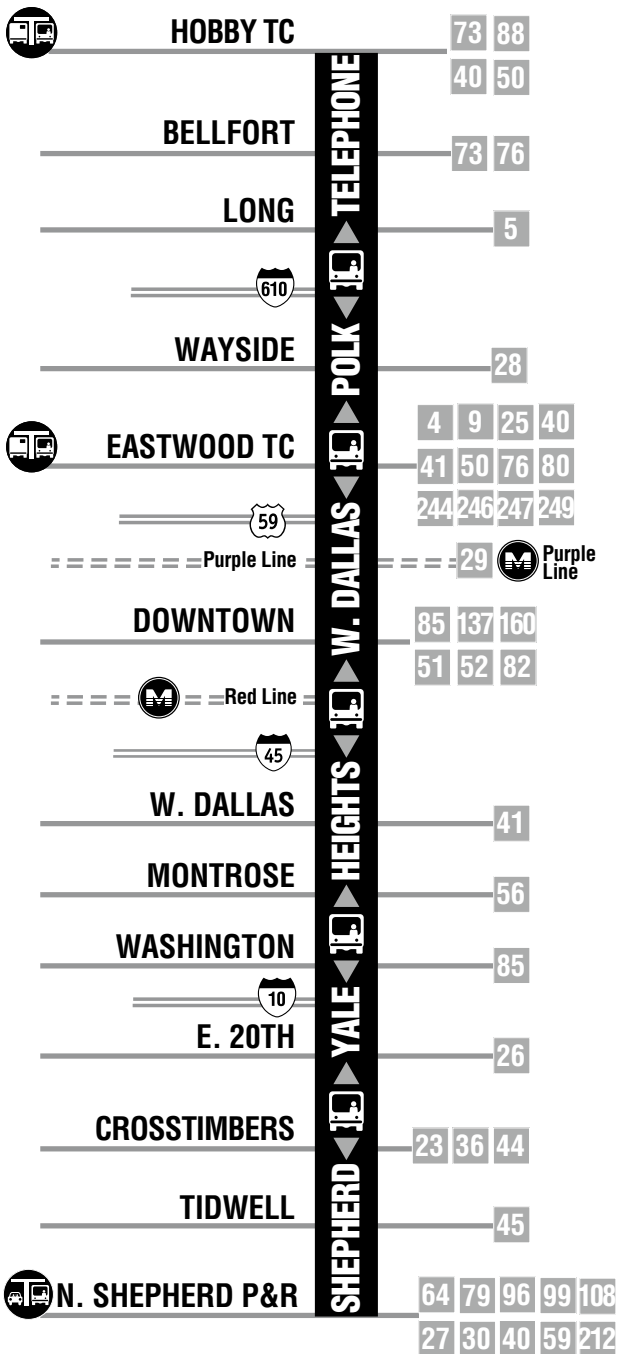 HOBBY TC 73 88
40 50
TELEPHONE
BELLFORT 73 76
LONG 5
610
POLK
WAYSIDE 28
EASTWOOD TC 4 9 25 40
41 50 76 80
244 246 247 249
59
W. DALLAS
Purple Line 29 M Purple
Line
DOWNTOWN 85 137 160
51 52 82
M Red Line
45
HEIGHTS
W. DALLAS 41
MONTROSE 56
WASHINGTON 85
10
YALE
E. 20TH 26
CROSSTIMBERS 23 36 44
SHEPHERD
TIDWELL 45
N. SHEPHERD P&R 64 79 96 99 108
27 30 40 59 212